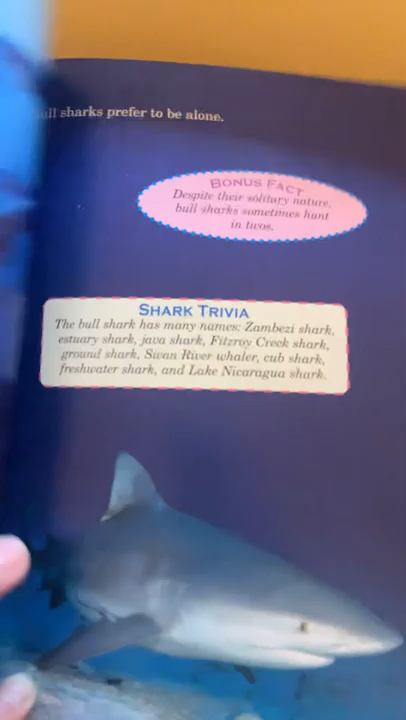 ull sharks prefer to be alone.
BONUS FACT
Despite their solitary nature,
bull sharks sometimes hunt
in twos.
SHARK TRIVIA
The bull shark has many names: Zambezi shark,
estuary shark, java shark, Fitzroy Creek shark,
ground shark, Swan River whaler, cub shark,
freshwater shark, and Lake Nicaragua shark.